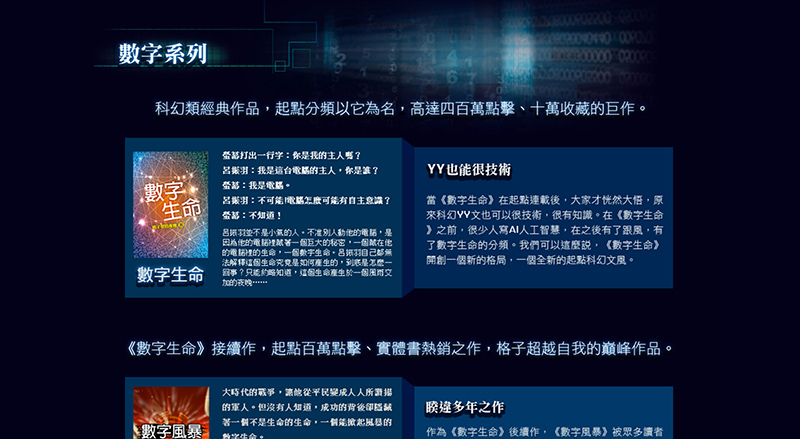 數字系列
科幻類經典作品，起點分頻以它為名，高達四百萬點擊、十萬收藏的巨作。
數字
生命
數字生命
螢幕打出一行字：你是我的主人嗎？
呂振羽：我是這台電腦的主人，你是誰？
螢幕：我是電腦。
呂振羽：不可能!電腦怎麼可能有自主意識？
螢幕：不知道！
呂振羽並不是小氣的人。不准別人動他的電腦，是
因為他的電腦裡藏著一個巨大的秘密，一個藏在他
的電腦裡的生命，一個數字生命。呂振羽自己都無
法解釋這個生命究竟是如何產生的，到底是怎麼一
回事？只能約略知道，這個生命產生於一個風雨交
加的夜晚……
YY也能很技術
當《數字生命》在起點連載後，大家才恍然大悟，原
來科幻YY文也可以很技術，很有知識。在《數字生命
》之前，很少人寫AI人工智慧，在之後有了跟風，有
了數字生命的分頻。我們可以這麼說，《數字生命》
開創一個新的格局，一個全新的起點科幻文風。
《數字生命》接續作，起點百萬點擊、實體書熱銷之作，格子超越自我的巔峰作品。
數字風暴
大時代的戰爭，讓他從平民變成人人所讚揚
的軍人。但沒有人知道，成功的背後卻隱藏
著一個不是生命的生命，一個能掀起風暴的
數字生命。
睽違多年之作
作為《數字生命》後續作，《數字風暴》被眾多讀者